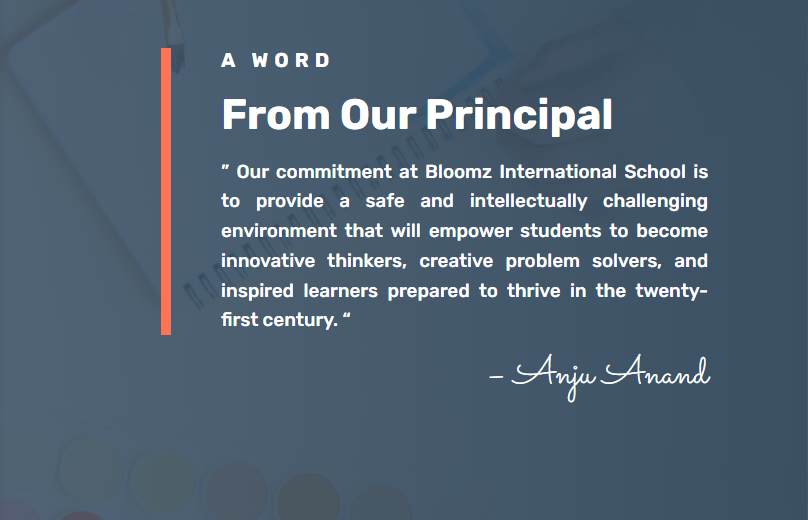 A WORD
From Our Principal
” Our commitment at Bloomz International School is
to provide a safe and intellectually challenging
environment that will empower students to become
innovative thinkers, creative problem solvers, and
inspired learners prepared to thrive in the twenty-
first century. “
– Anju Anand